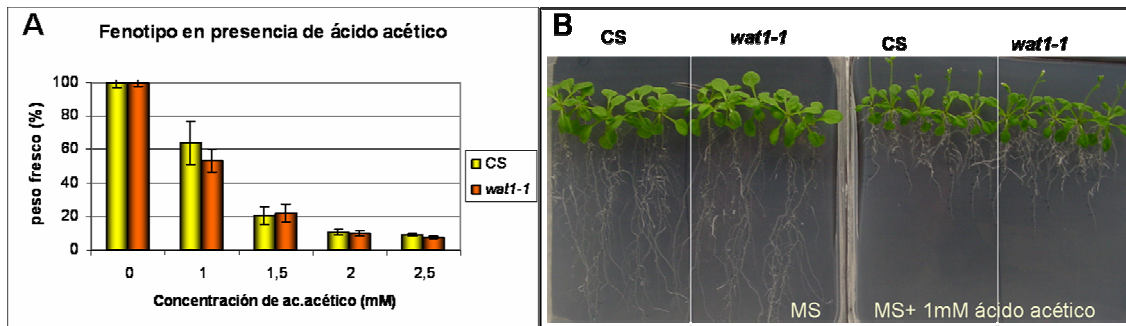 A
Fenotipo en presencia de ácido acético
peso fresco (%)
100
80
60
40
20
0
0 1 1,5 2 2,5
Concentración de ac.acético (mM)
CS
wat1-1
B
CS wat1-1 CS wat1-1
MS MS+ 1mM ácido acético